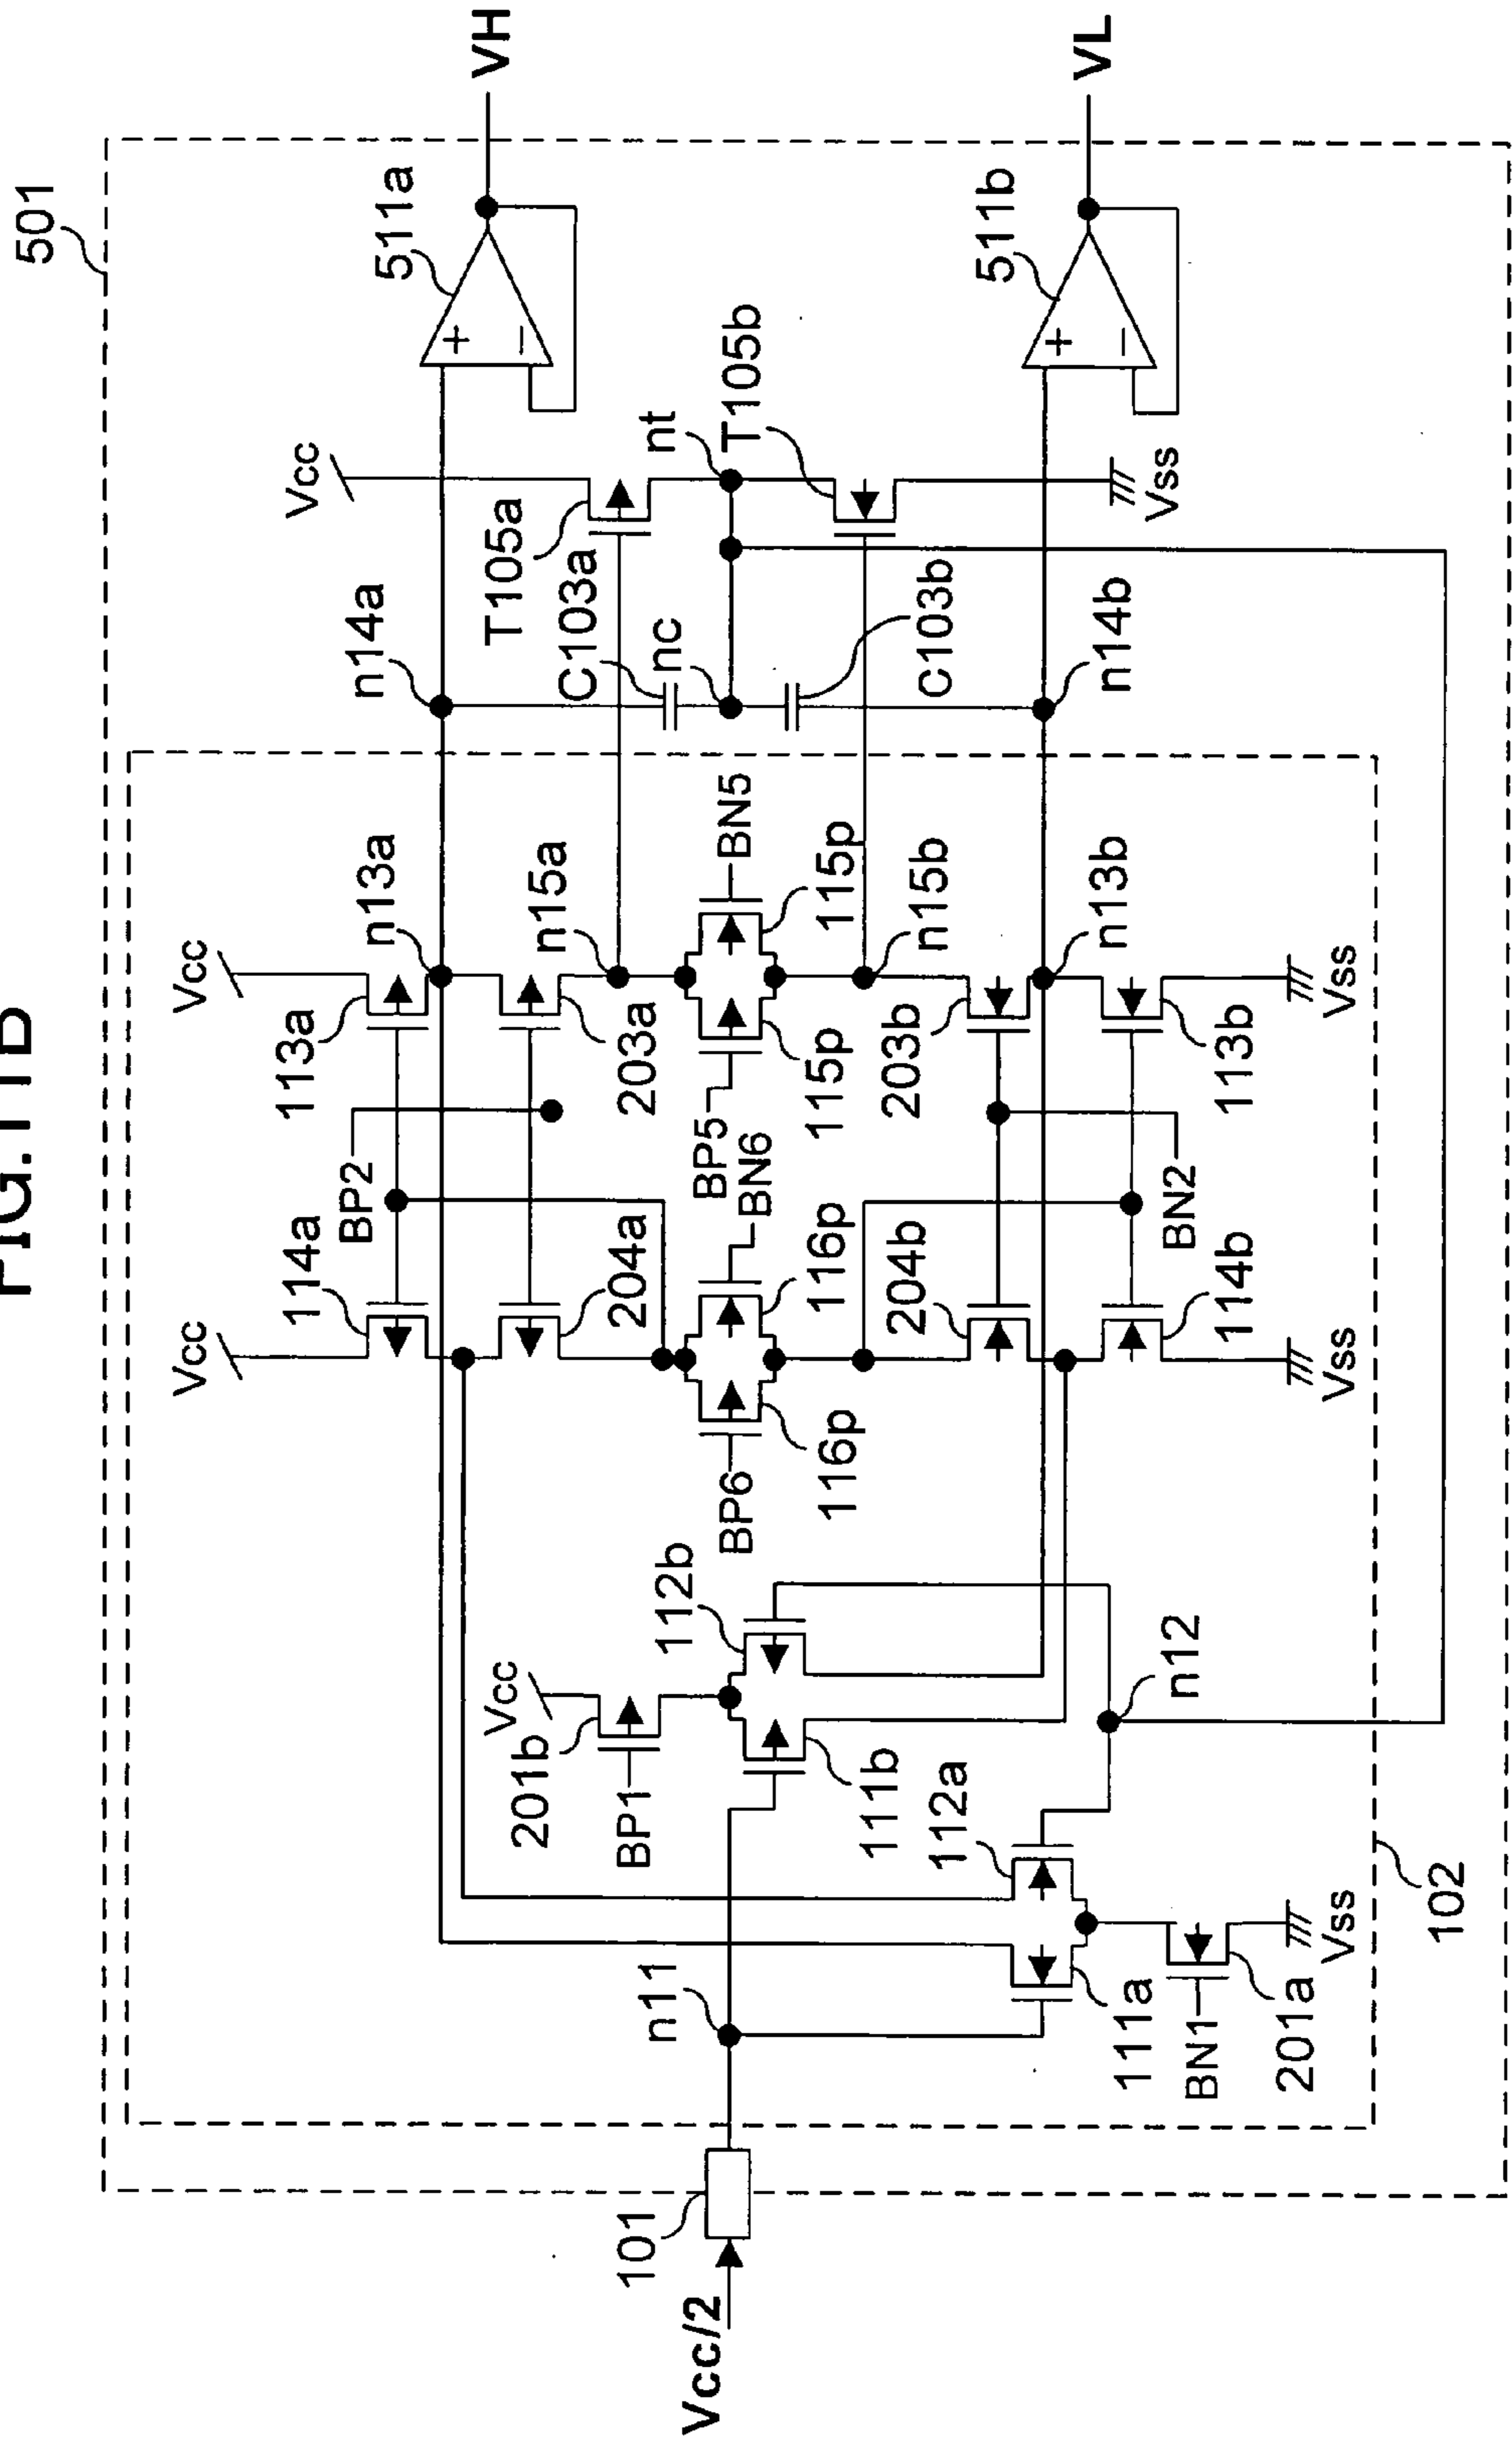 FIG.11B
501
Vcc
Vcc
Vcc
114a
113a
n13a
n14a
511a
BP2
VH
Vcc
T105a
201b
n15a
C103a
BP1
204a
203a
101
n11
nc
nt
112b
Vcc/2
BP6
BP5
BN5
BN6
T105b
116p
116p
115p
115p
111b
204b
203b
n15b
C103b
112a
511b
+
−
+
−
VL
n13b
n14b
111a
n12
Vss
BN2
BN1
114b
113b
201a
Vss
Vss
Vss
102